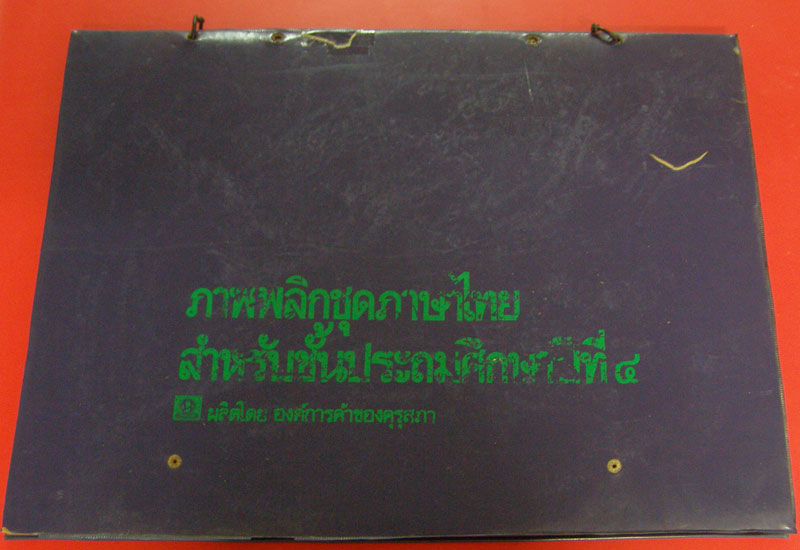 ภาพพลิกชุดภาษาไทย
สำหรับชั้นประถมศึกษาปีที่ ๔
ผลิตโดย องค์การค้าของคุรุสภา